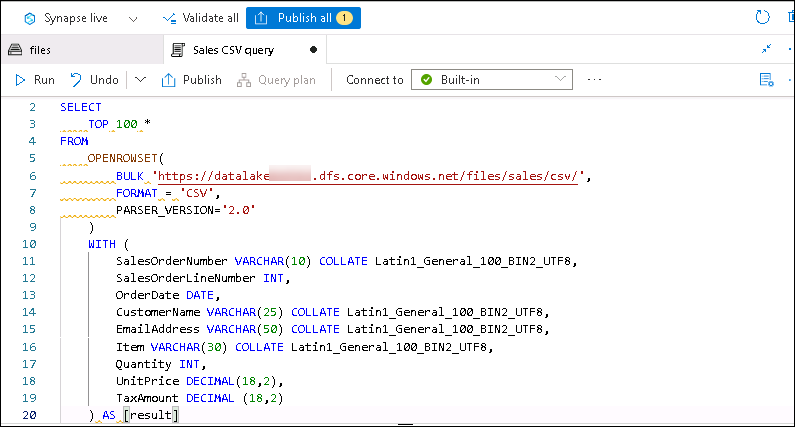 Synapse live
Validate all
Publish all 1
files
Sales CSV query
Run
Undo
Publish
Query plan
Connect to
Built-in
2 SELECT
3 TOP 100 *
4 FROM
5 OPENROWSET(
6 BULK 'https://datalake .dfs.core.windows.net/files/sales/csv/',
7 FORMAT = 'CSV',
8 PARSER_VERSION='2.0'
9 )
10 WITH (
11 SalesOrderNumber VARCHAR(10) COLLATE Latin1_General_100_BIN2_UTF8,
12 SalesOrderLineNumber INT,
13 OrderDate DATE,
14 CustomerName VARCHAR(25) COLLATE Latin1_General_100_BIN2_UTF8,
15 EmailAddress VARCHAR(50) COLLATE Latin1_General_100_BIN2_UTF8,
16 Item VARCHAR(30) COLLATE Latin1_General_100_BIN2_UTF8,
17 Quantity INT,
18 UnitPrice DECIMAL(18,2),
19 TaxAmount DECIMAL (18,2)
20 ) AS [result]